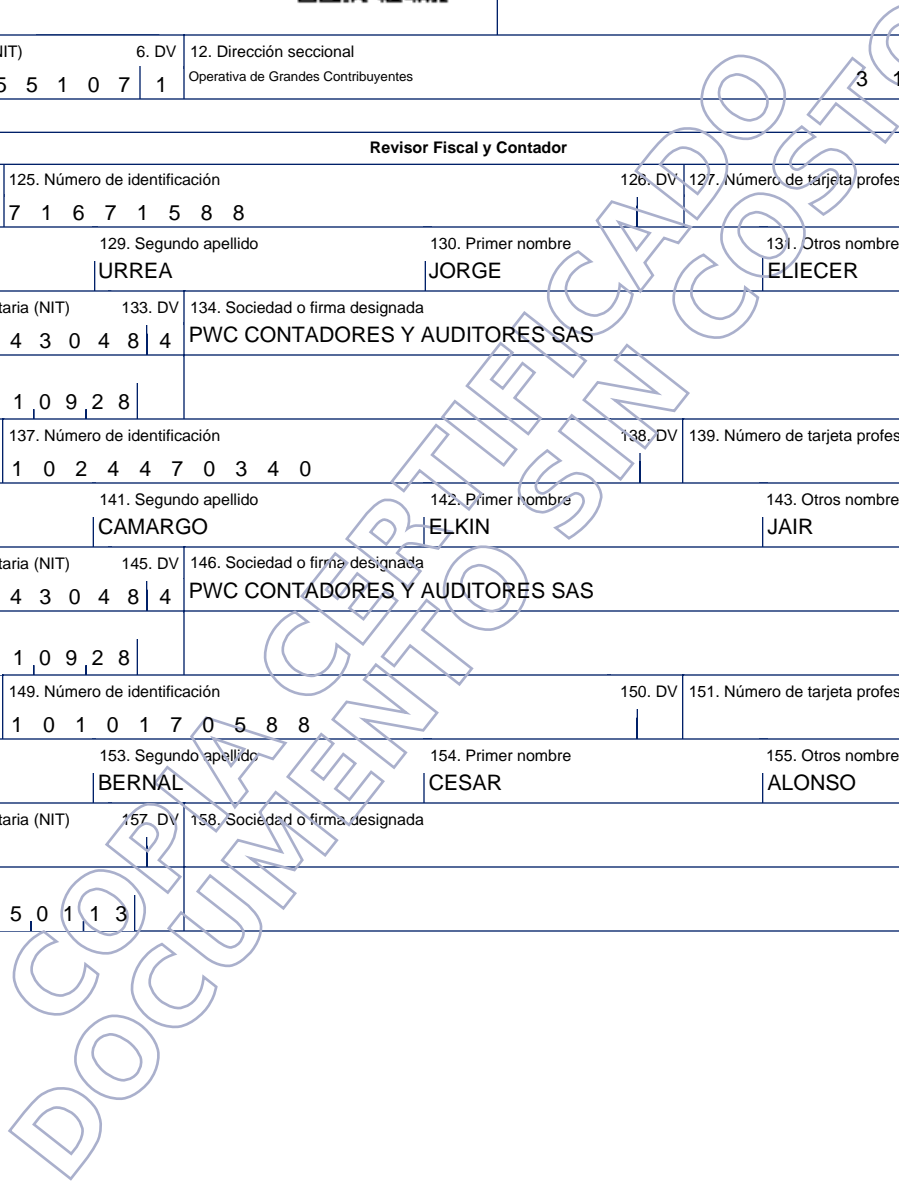 NIT) 6. DV 12. Dirección seccional
5 5 1 0 7 1 Operativa de Grandes Contribuyentes 3 1
Revisor Fiscal y Contador
125. Número de identificación 126. DV 127. Número de tarjeta profes
7 1 6 7 1 5 8 8
129. Segundo apellido 130. Primer nombre 131. Otros nombre
URREA JORGE ELIECER
taria (NIT) 133. DV 134. Sociedad o firma designada
4 3 0 4 8 4 PWC CONTADORES Y AUDITORES SAS
1 0 9 2 8
137. Número de identificación 138. DV 139. Número de tarjeta profes
1 0 2 4 4 7 0 3 4 0
141. Segundo apellido 142. Primer nombre 143. Otros nombre
CAMARGO ELKIN JAIR
taria (NIT) 145. DV 146. Sociedad o firma designada
4 3 0 4 8 4 PWC CONTADORES Y AUDITORES SAS
1 0 9 2 8
149. Número de identificación 150. DV 151. Número de tarjeta profes
1 0 1 0 1 7 0 5 8 8
153. Segundo apellido 154. Primer nombre 155. Otros nombre
BERNAL CESAR ALONSO
taria (NIT) 157. DV 158. Sociedad o firma designada
5 0 1 1 3
COPIA CERTIFICADO
DOCUMENTO SIN COSTO